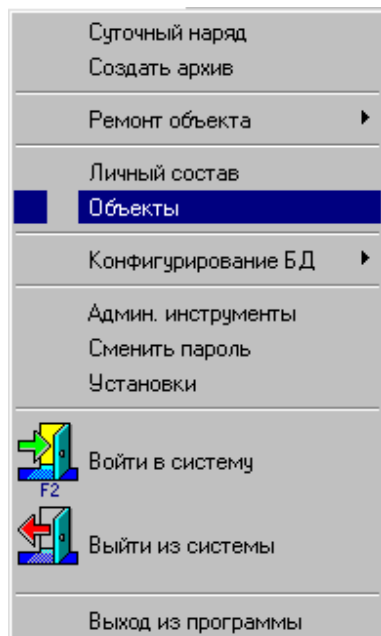 Суточный наряд
Создать архив
Ремонт объекта
Личный состав
Объекты
Конфигурирование БД
Админ. инструменты
Сменить пароль
Установки
Войти в систему
F2
Выйти из системы
Выход из программы